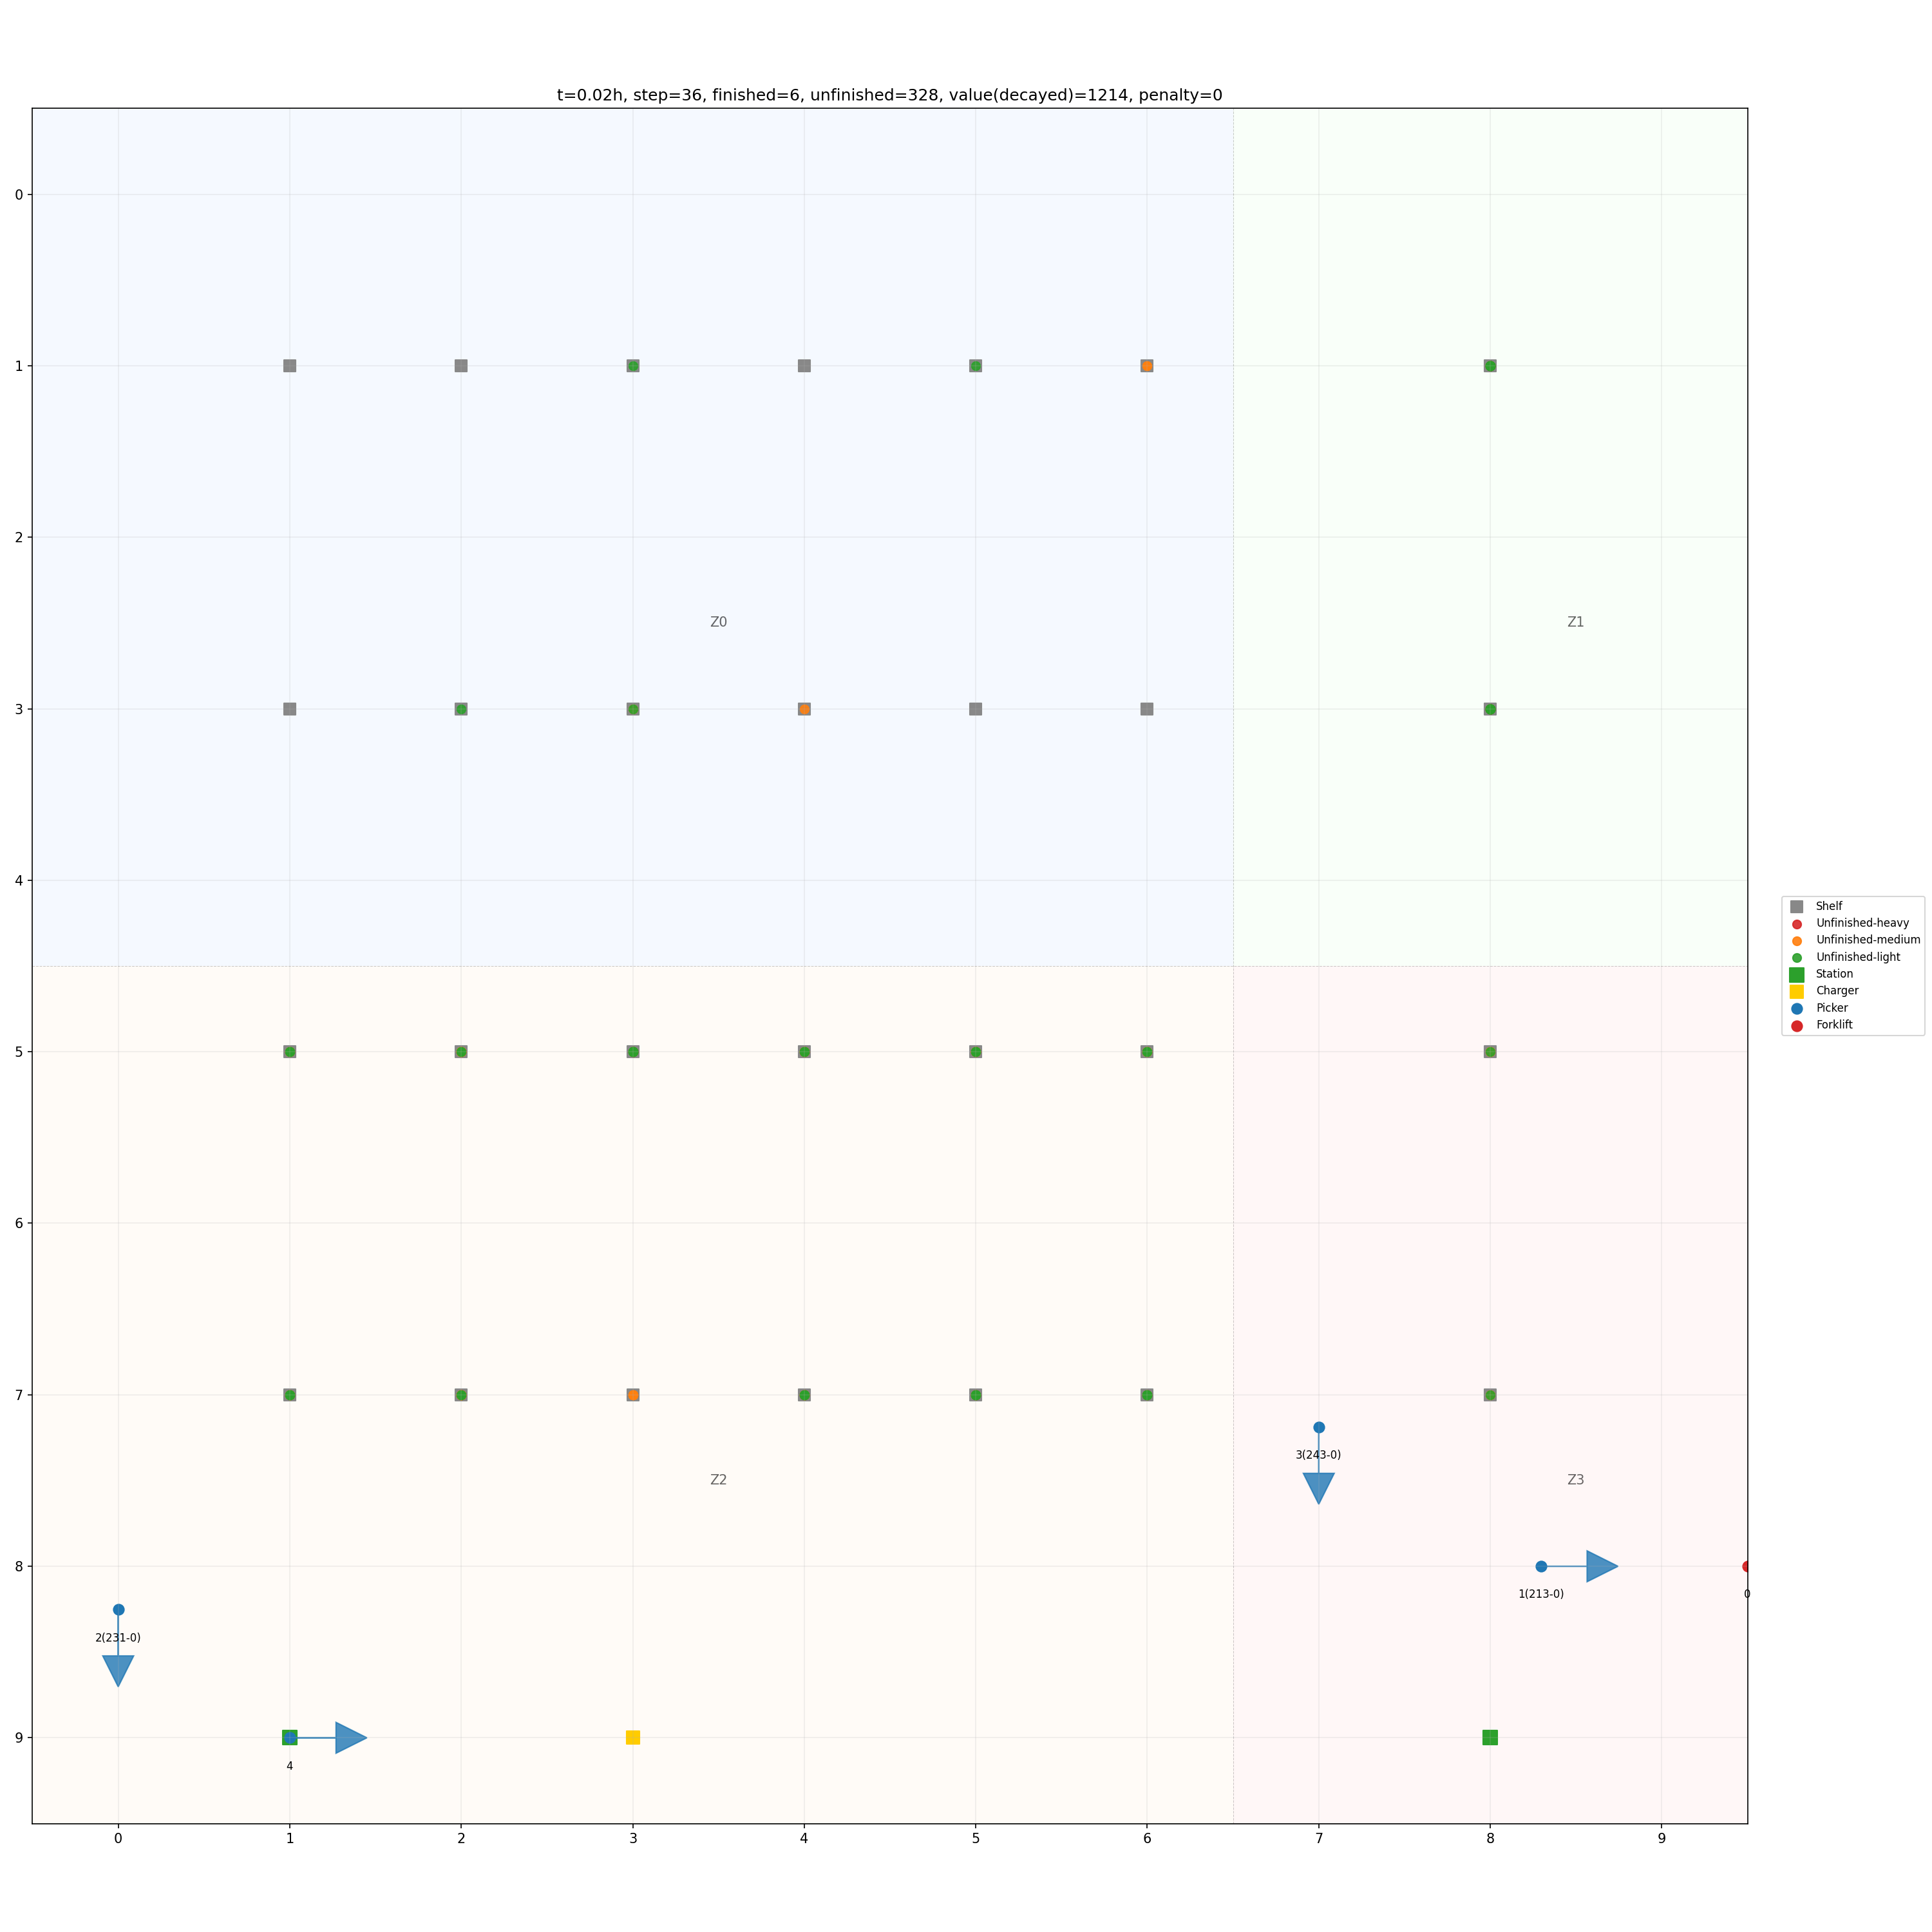 t=0.02h, step=36, finished=6, unfinished=328, value(decayed)=1214, penalty=0
0
1
2
Z0
Z1
3
4
Shelf
Unfinished-heavy
Unfinished-medium
Unfinished-light
Station
Charger
Picker
Forklift
5
6
7
3(243-0)
Z2
Z3
8
1(213-0)
0
2(231-0)
9
4
0
1
2
3
4
5
6
7
8
9